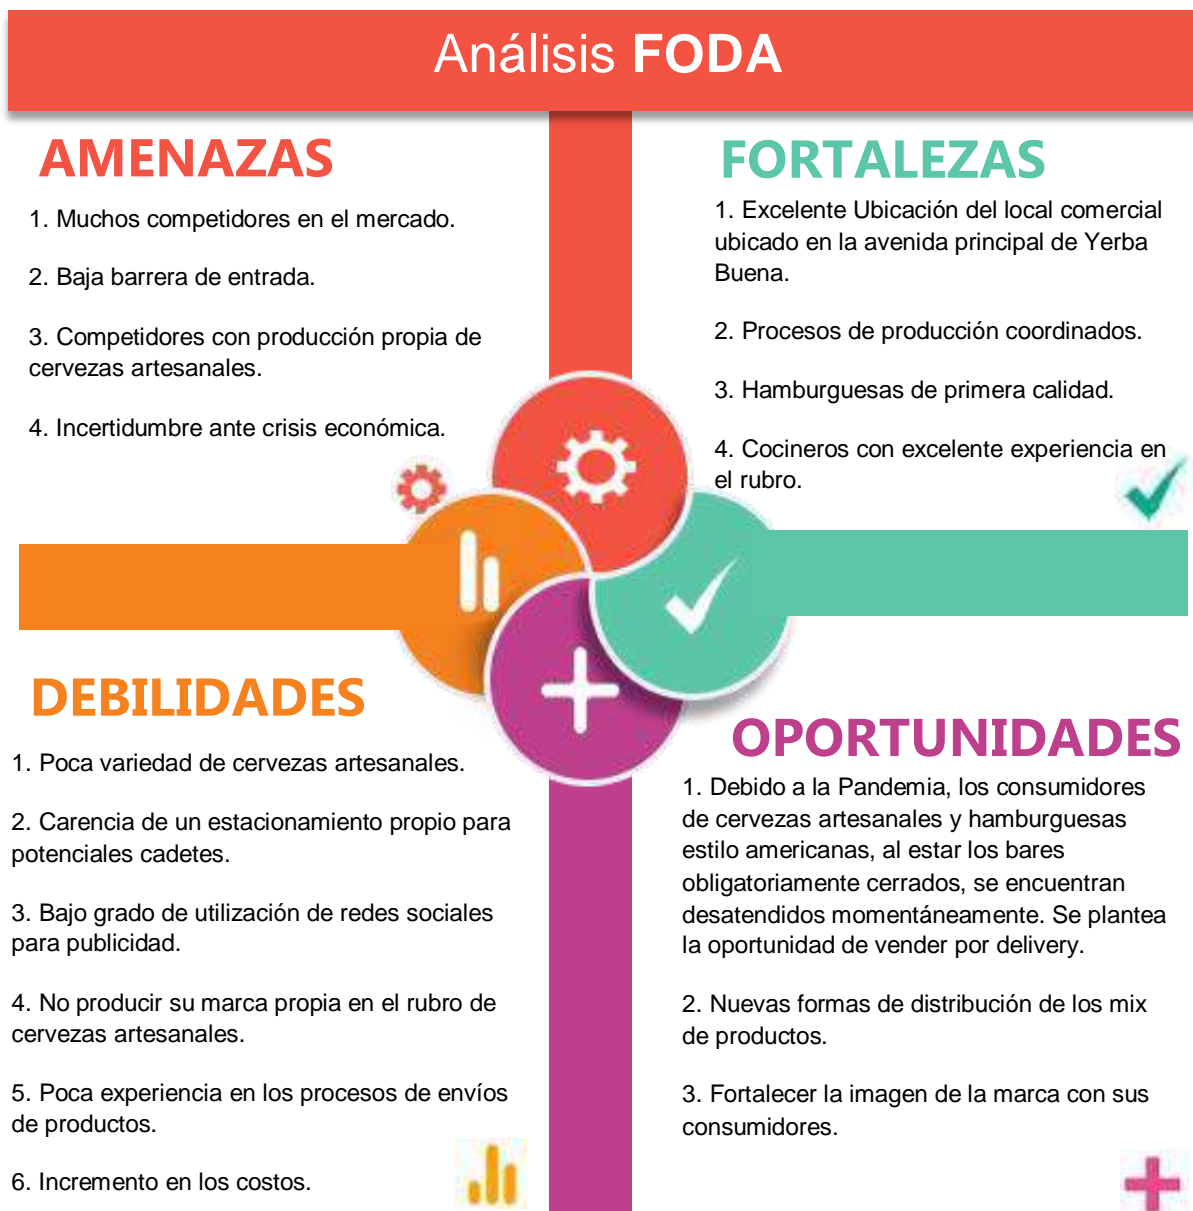 Análisis FODA
AMENAZAS
1. Muchos competidores en el mercado.
2. Baja barrera de entrada.
3. Competidores con producción propia de
cervezas artesanales.
4. Incertidumbre ante crisis económica.
FORTALEZAS
1. Excelente Ubicación del local comercial
ubicado en la avenida principal de Yerba
Buena.
2. Procesos de producción coordinados.
3. Hamburguesas de primera calidad.
4. Cocineros con excelente experiencia en
el rubro.
DEBILIDADES
1. Poca variedad de cervezas artesanales.
2. Carencia de un estacionamiento propio para
potenciales cadetes.
3. Bajo grado de utilización de redes sociales
para publicidad.
4. No producir su marca propia en el rubro de
cervezas artesanales.
5. Poca experiencia en los procesos de envíos
de productos.
6. Incremento en los costos.
OPORTUNIDADES
1. Debido a la Pandemia, los consumidores
de cervezas artesanales y hamburguesas
estilo americanas, al estar los bares
obligatoriamente cerrados, se encuentran
desatendidos momentáneamente. Se plantea
la oportunidad de vender por delivery.
2. Nuevas formas de distribución de los mix
de productos.
3. Fortalecer la imagen de la marca con sus
consumidores.